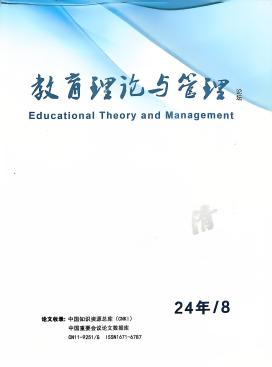 教育理论与管理
Educational Theory and Management
清
24年/8
论文收录：中国知识资源总库（CNKI）
中国重要会议论文数据库
CN11-9251/G ISSN1671-6787